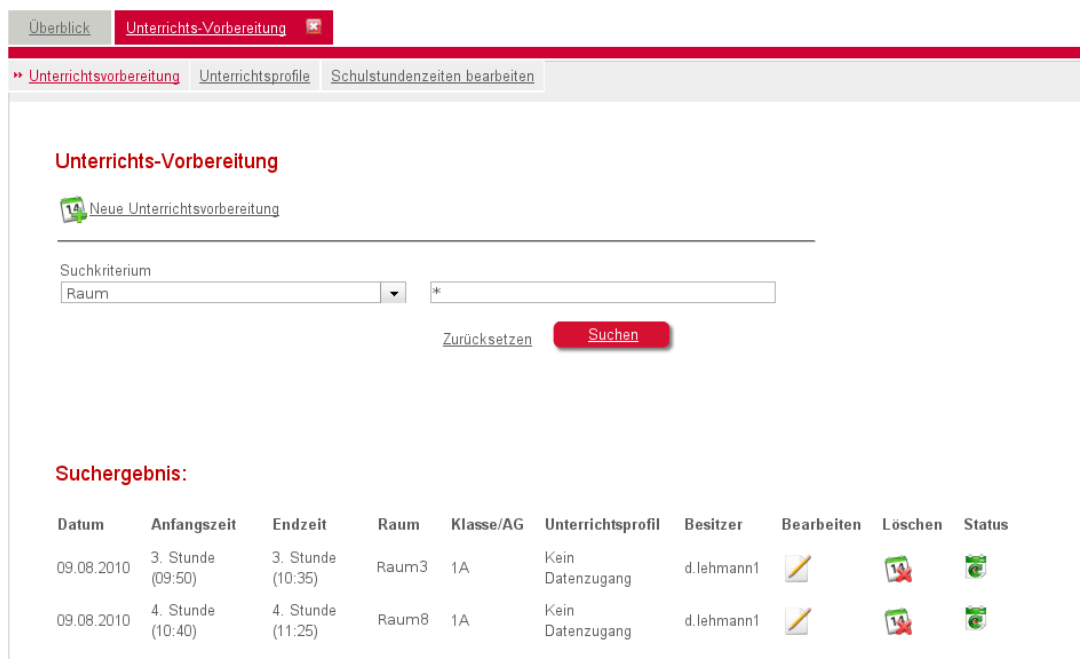 Überblick Unterrichts-Vorbereitung
Unterrichtsvorbereitung Unterrichtsprofile Schulstundenzeiten bearbeiten
Unterrichts-Vorbereitung
14 Neue Unterrichtsvorbereitung
Suchkriterium
Raum *
Zurücksetzen Suchen
Suchergebnis:
Datum Anfangszeit Endzeit Raum Klasse/AG Unterrichtsprofil Besitzer Bearbeiten Löschen Status
09.08.2010 3. Stunde (09:50) 3. Stunde (10:35) Raum3 1A Kein Datenzugang d.lehmann1 14
09.08.2010 4. Stunde (10:40) 4. Stunde (11:25) Raum8 1A Kein Datenzugang d.lehmann1 14